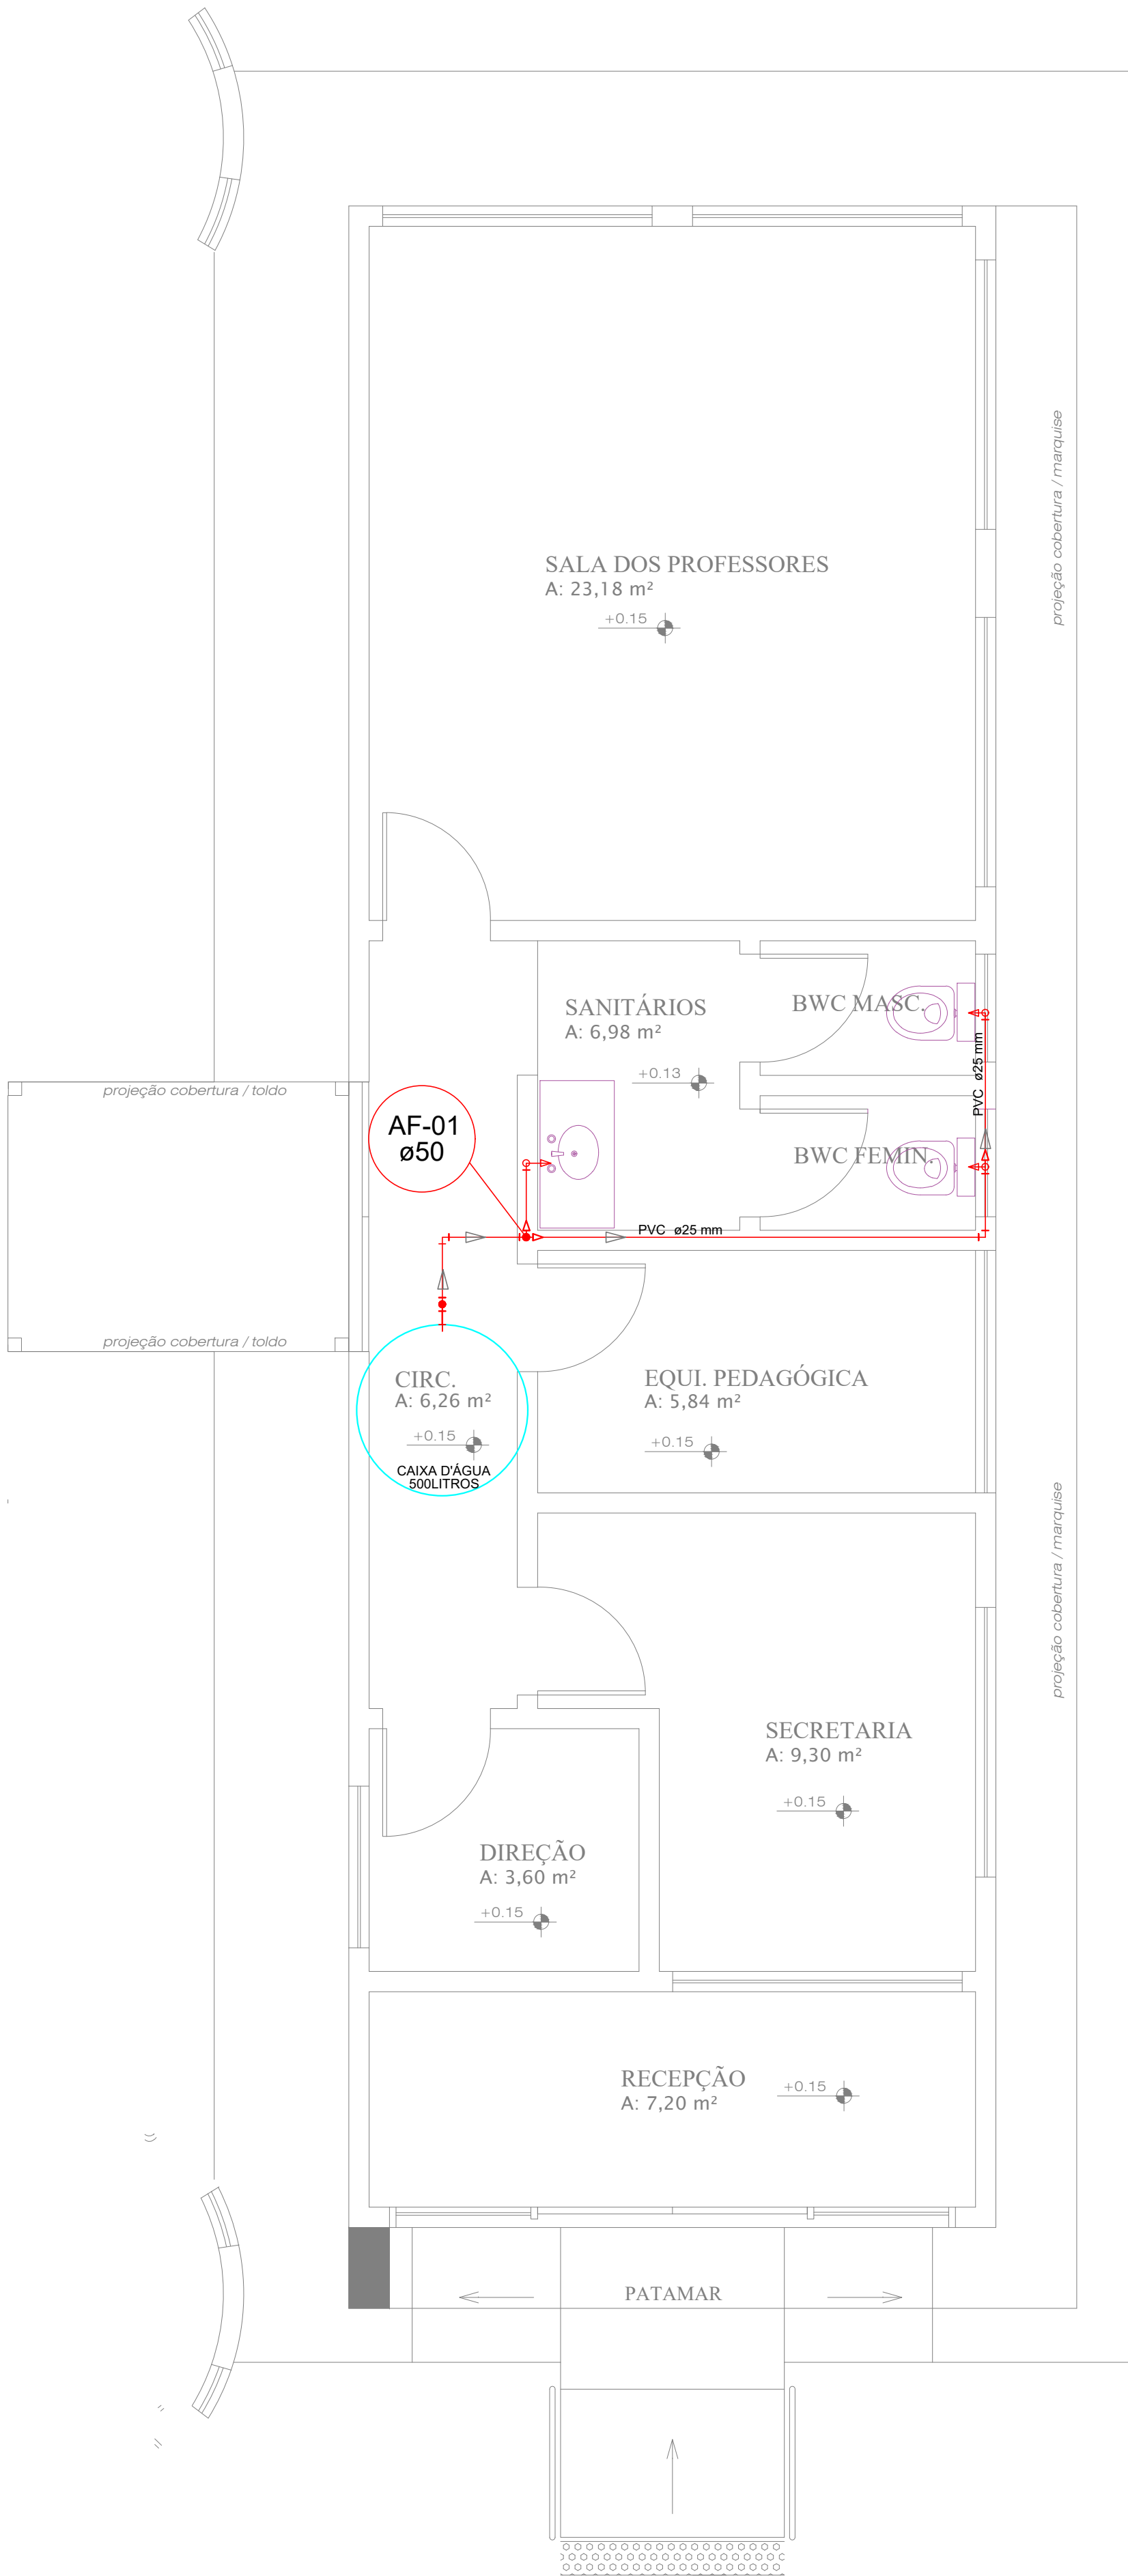 projeção cobertura / marquise
SALA DOS PROFESSORES
A: 23,18 m²
+0.15
SANITÁRIOS
A: 6,98 m²
+0.13
BWC MASC.
PVC ø25 mm
projeção cobertura / toldo
AF-01
ø50
BWC FEMIN.
PVC ø25 mm
projeção cobertura / toldo
CIRC.
A: 6,26 m²
+0.15
CAIXA D'ÁGUA
500LITROS
EQUI. PEDAGÓGICA
A: 5,84 m²
+0.15
projeção cobertura / marquise
SECRETARIA
A: 9,30 m²
+0.15
DIREÇÃO
A: 3,60 m²
+0.15
RECEPÇÃO
A: 7,20 m²
+0.15
PATAMAR